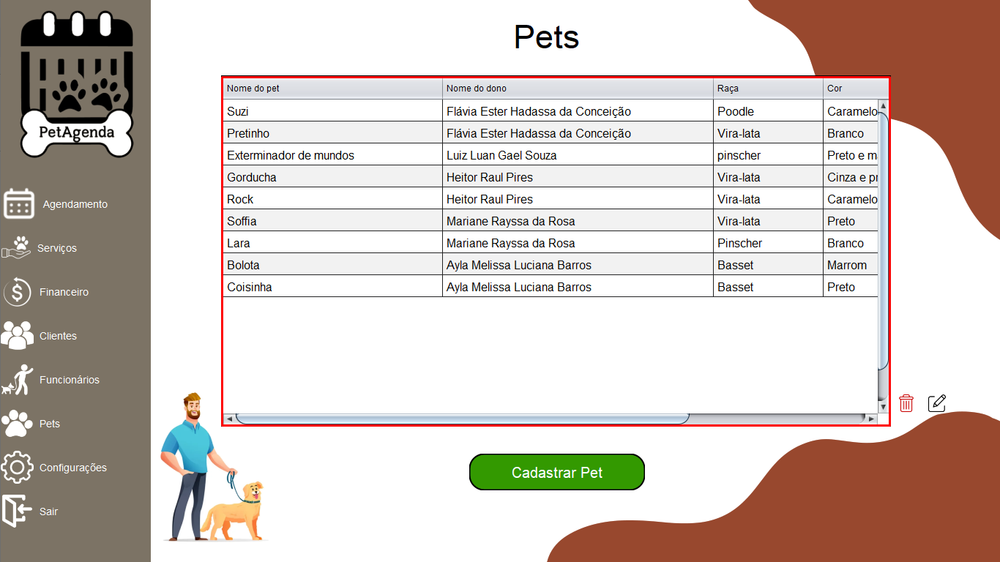 PetAgenda
Agendamento
Serviços
Financeiro
Clientes
Funcionários
Pets
Configurações
Sair
Pets
Nome do pet Nome do dono Raça Cor
Suzi Flávia Ester Hadassa da Conceição Poodle Caramelo
Pretinho Flávia Ester Hadassa da Conceição Vira-lata Branco
Exterminador de mundos Luiz Luan Gael Souza pinscher Preto e
Gorducha Heitor Raul Pires Vira-lata Cinza e
Rock Heitor Raul Pires Vira-lata Caramelo
Soffia Mariane Rayssa da Rosa Vira-lata Preto
Lara Mariane Rayssa da Rosa Pinscher Branco
Bolota Ayla Melissa Luciana Barros Basset Marrom
Coisinha Ayla Melissa Luciana Barros Basset Preto
Cadastrar Pet